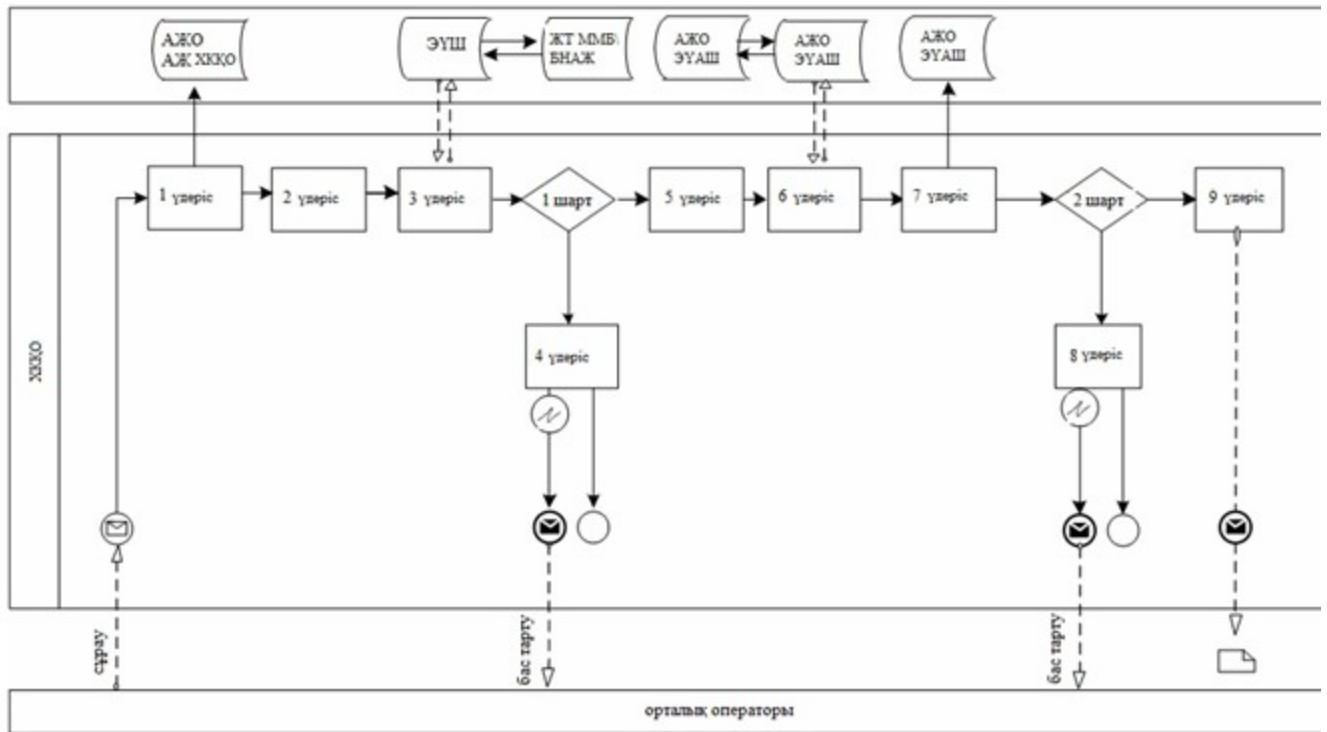 АЖО
АЖ ХКҚО
ЭҮШ
ЖТ ММБ\
БНАЖ
АЖО
ЭҮАШ
АЖО
ЭҮАШ
АЖО
ЭҮАШ
ХКҚО
1 үдеріс
2 үдеріс
3 үдеріс
1 шарт
5 үдеріс
6 үдеріс
7 үдеріс
2 шарт
9 үдеріс
4 үдеріс
8 үдеріс
сұрау
бас тарту
бас тарту
орталық операторы